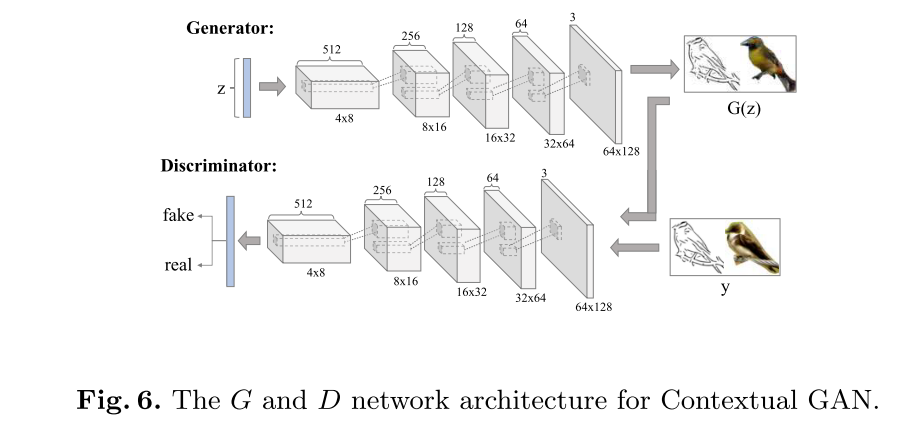 Generator:
512
256
128
64
3
z
4x8
8x16
16x32
32x64
64x128
G(z)
Discriminator:
512
256
128
64
3
fake
real
4x8
8x16
16x32
32x64
64x128
y
Fig. 6. The G and D network architecture for Contextual GAN.